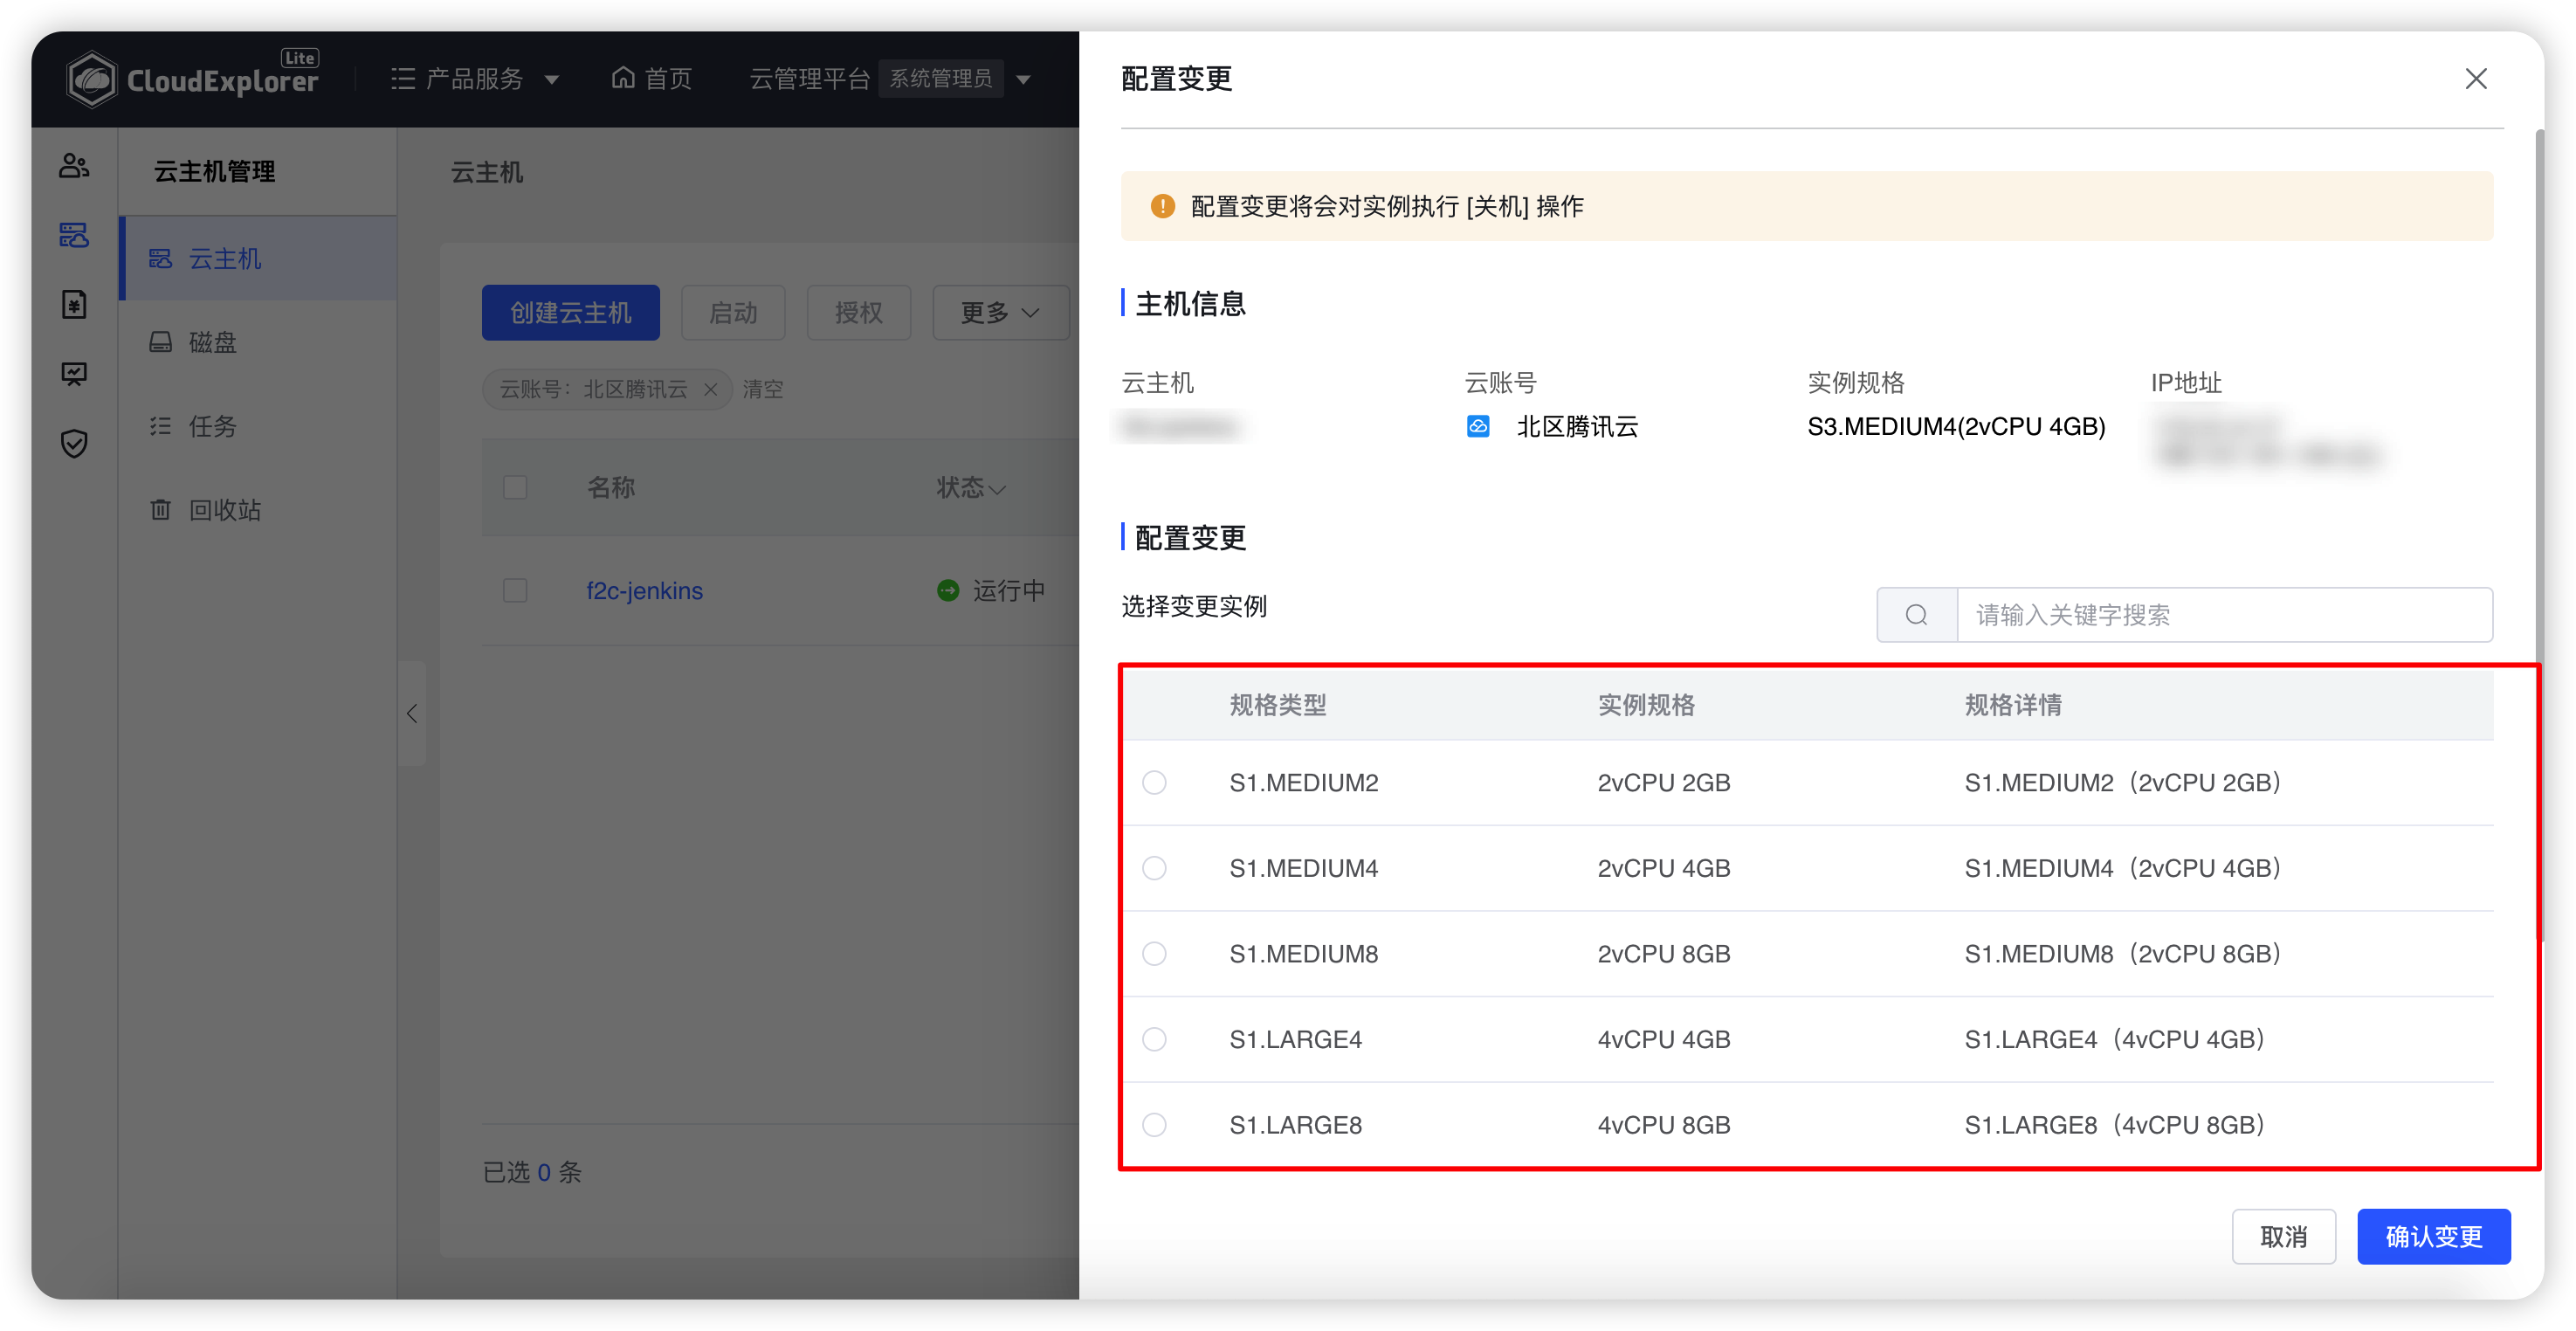 CloudExplorer Lite
产品服务
首页
云管理平台 系统管理员
云主机管理
云主机
磁盘
任务
回收站
云主机
创建云主机 启动 授权 更多
云账号：北区腾讯云 清空
名称 状态
f2c-jenkins 运行中
已选 0 条
配置变更
配置变更将会对实例执行 [关机] 操作
主机信息
云主机 云账号 实例规格 IP地址
北区腾讯云 S3.MEDIUM4(2vCPU 4GB)
配置变更
选择变更实例 请输入关键字搜索
规格类型 实例规格 规格详情
S1.MEDIUM2 2vCPU 2GB S1.MEDIUM2（2vCPU 2GB）
S1.MEDIUM4 2vCPU 4GB S1.MEDIUM4（2vCPU 4GB）
S1.MEDIUM8 2vCPU 8GB S1.MEDIUM8（2vCPU 8GB）
S1.LARGE4 4vCPU 4GB S1.LARGE4（4vCPU 4GB）
S1.LARGE8 4vCPU 8GB S1.LARGE8（4vCPU 8GB）
取消 确认变更